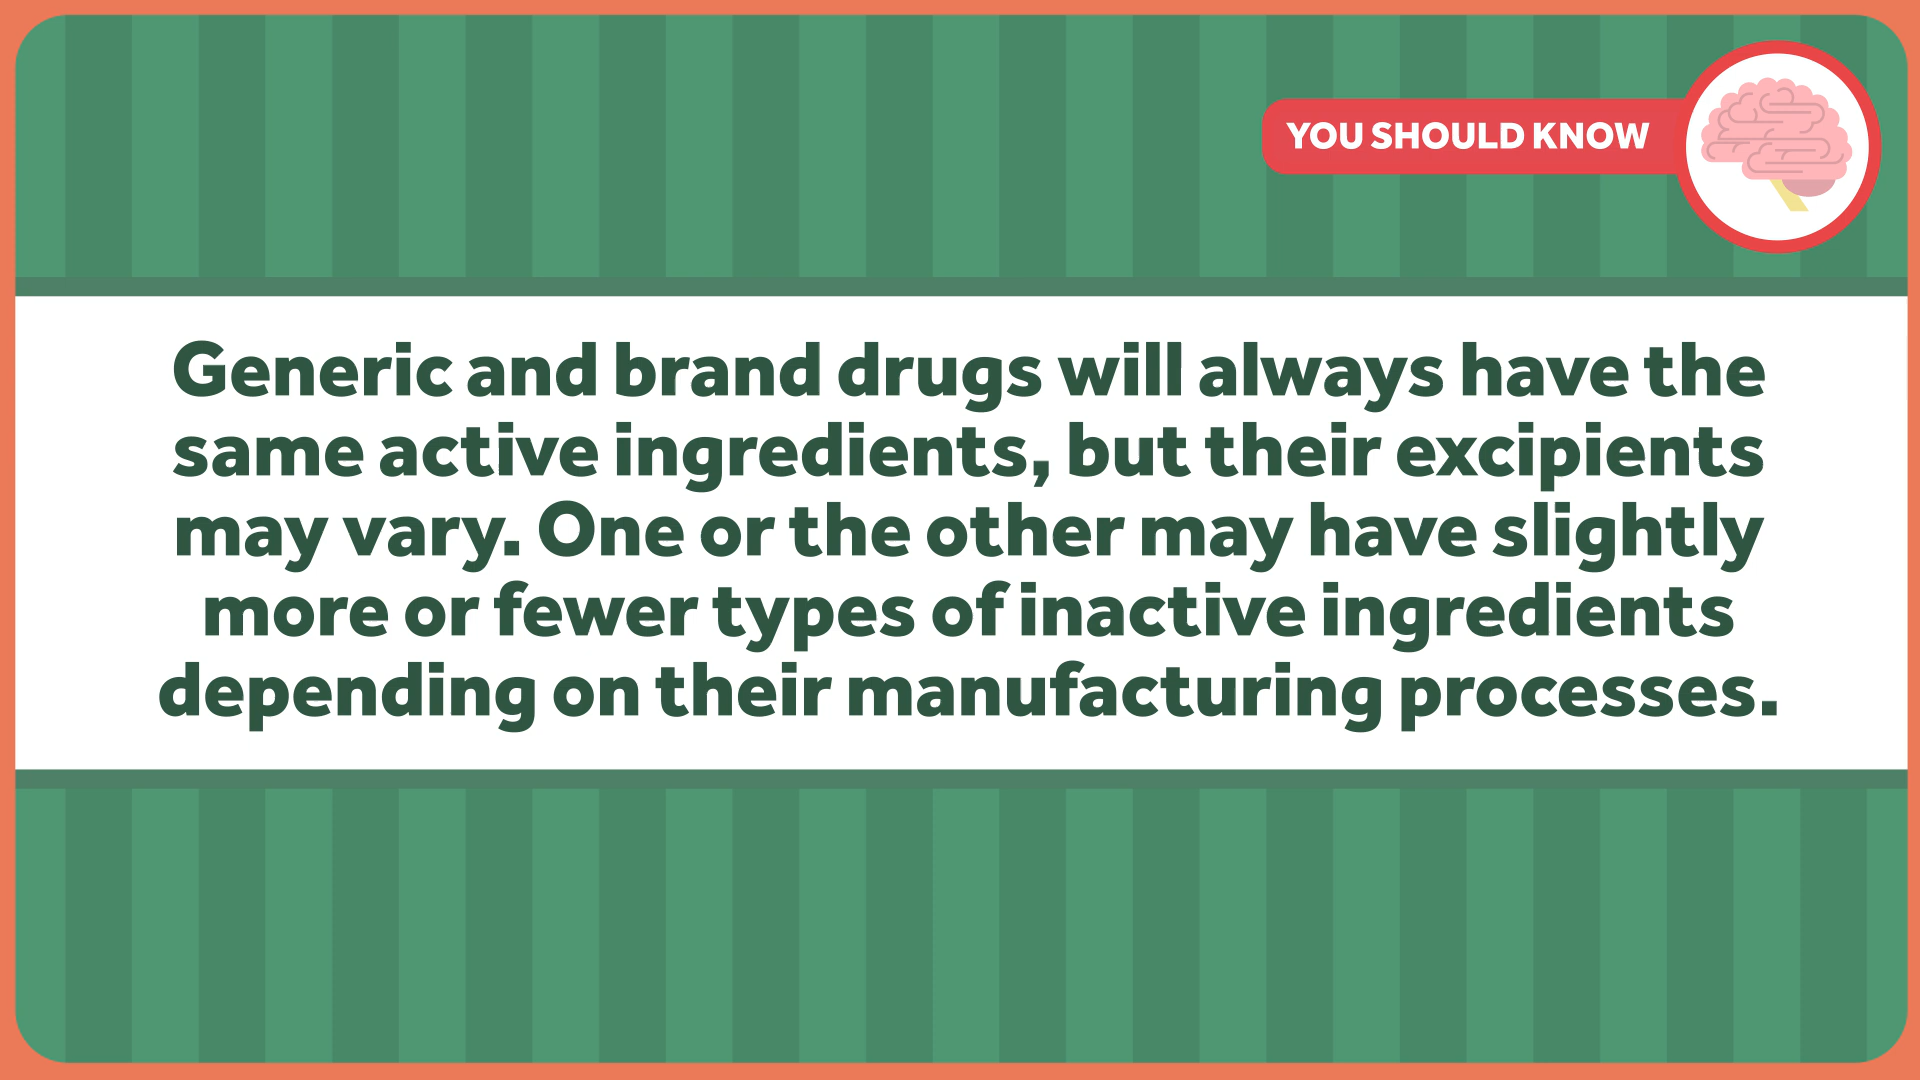 YOU SHOULD KNOW
Generic and brand drugs will always have the
same active ingredients, but their excipients
may vary. One or the other may have slightly
more or fewer types of inactive ingredients
depending on their manufacturing processes.